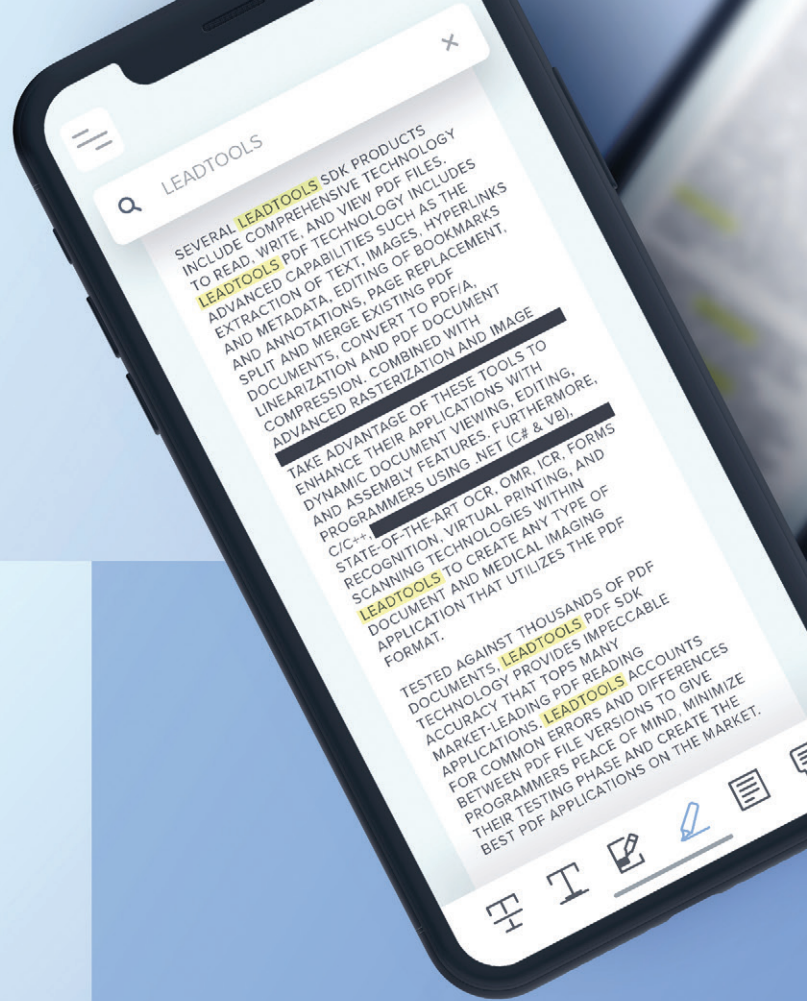 LEADTOOLS
SEVERAL LEADTOOLS SDK PRODUCTS
INCLUDE COMPREHENSIVE TECHNOLOGY
TO READ, WRITE, AND VIEW PDF FILES.
LEADTOOLS PDF TECHNOLOGY INCLUDES
ADVANCED CAPABILITIES SUCH AS THE
EXTRACTION OF TEXT, IMAGES, HYPERLINKS
AND METADATA, EDITING OF BOOKMARKS
AND ANNOTATIONS, PAGE REPLACEMENT,
SPLIT AND MERGE EXISTING PDF
DOCUMENTS, CONVERT TO PDF/A,
LINEARIZATION AND PDF DOCUMENT
COMPRESSION. COMBINED WITH
ADVANCED RASTERIZATION AND IMAGE
TAKE ADVANTAGE OF THESE TOOLS TO
ENHANCE THEIR APPLICATIONS WITH
DYNAMIC DOCUMENT VIEWING, EDITING,
AND ASSEMBLY FEATURES. FURTHERMORE,
PROGRAMMERS USING .NET (C# & VB),
C/C++,
STATE-OF-THE-ART OCR, OMR, ICR, FORMS
RECOGNITION, VIRTUAL PRINTING, AND
SCANNING TECHNOLOGIES WITHIN
LEADTOOLS TO CREATE ANY TYPE OF
DOCUMENT AND MEDICAL IMAGING
APPLICATION THAT UTILIZES THE PDF
FORMAT.
TESTED AGAINST THOUSANDS OF PDF
DOCUMENTS, LEADTOOLS PDF SDK
TECHNOLOGY PROVIDES IMPECCABLE
ACCURACY THAT TOPS MANY
MARKET-LEADING PDF READING
APPLICATIONS. LEADTOOLS ACCOUNTS
FOR COMMON ERRORS AND DIFFERENCES
BETWEEN PDF FILE VERSIONS TO GIVE
PROGRAMMERS PEACE OF MIND, MINIMIZE
THEIR TESTING PHASE AND CREATE THE
BEST PDF APPLICATIONS ON THE MARKET.